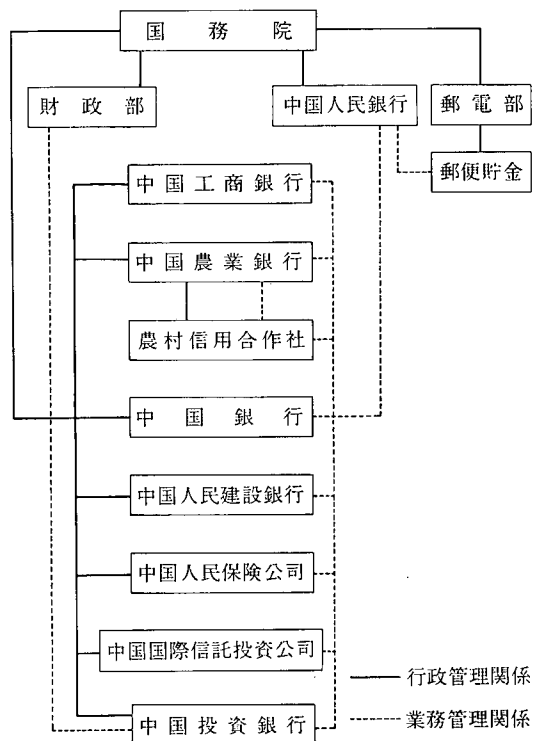 国務院
財政部
中国人民銀行
郵電部
郵便貯金
中国工商銀行
中国農業銀行
農村信用合作社
中国銀行
中国人民建設銀行
中国人民保険公司
中国国際信託投資公司
中国投資銀行
行政管理関係
業務管理関係